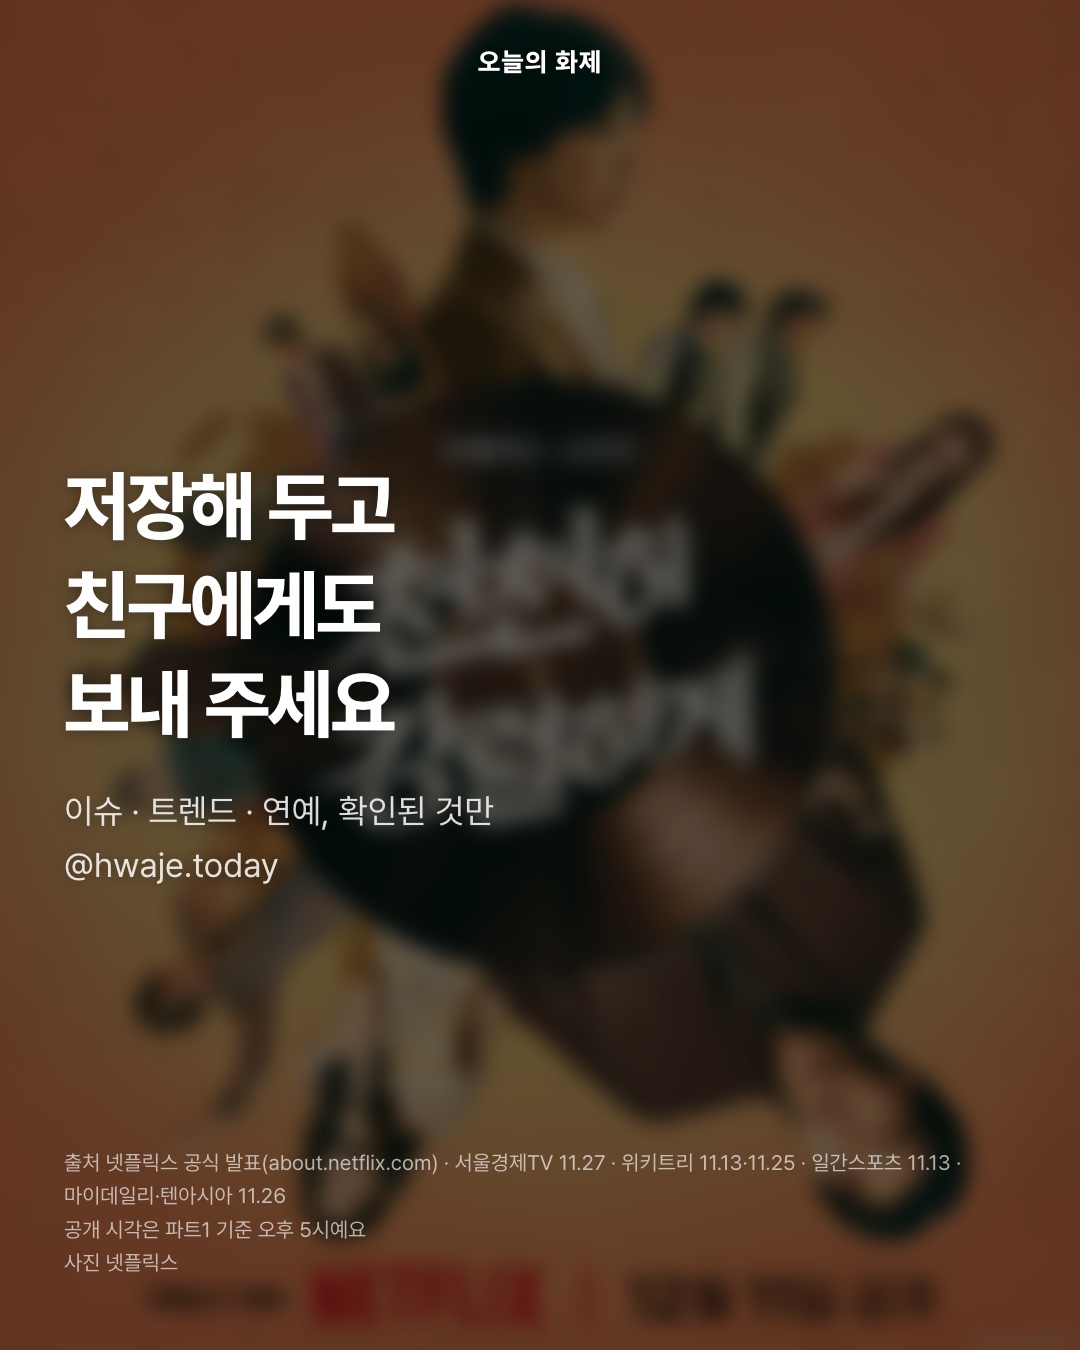 오늘의 화제
저장해 두고
친구에게도
보내 주세요
이슈 · 트렌드 · 연예, 확인된 것만
@hwaje.today
출처 넷플릭스 공식 발표(about.netflix.com) · 서울경제TV 11.27 · 위키트리 11.13·11.25 · 일간스포츠 11.13 ·
마이데일리·텐아시아 11.26
공개 시각은 파트1 기준 오후 5시예요
사진 넷플릭스
NETFLIX